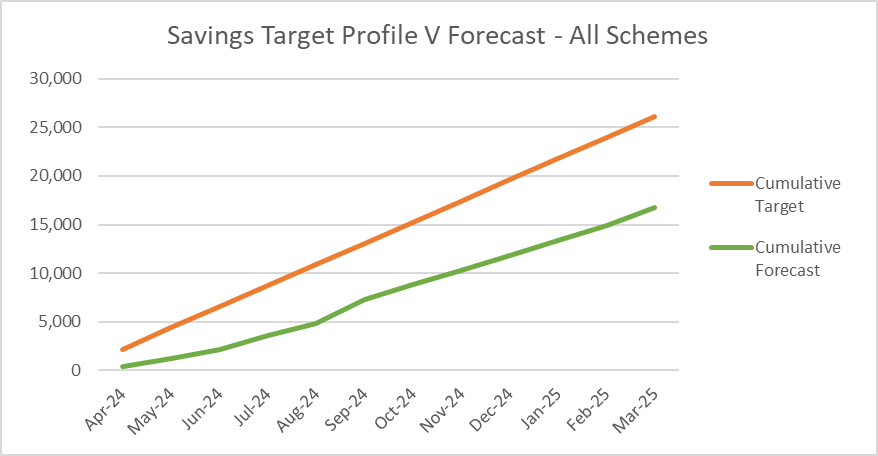 Savings Target Profile V Forecast - All Schemes
30,000
25,000
20,000
15,000
10,000
5,000
0
Apr-24
May-24
Jun-24
Jul-24
Aug-24
Sep-24
Oct-24
Nov-24
Dec-24
Jan-25
Feb-25
Mar-25
Cumulative
Target
Cumulative
Forecast